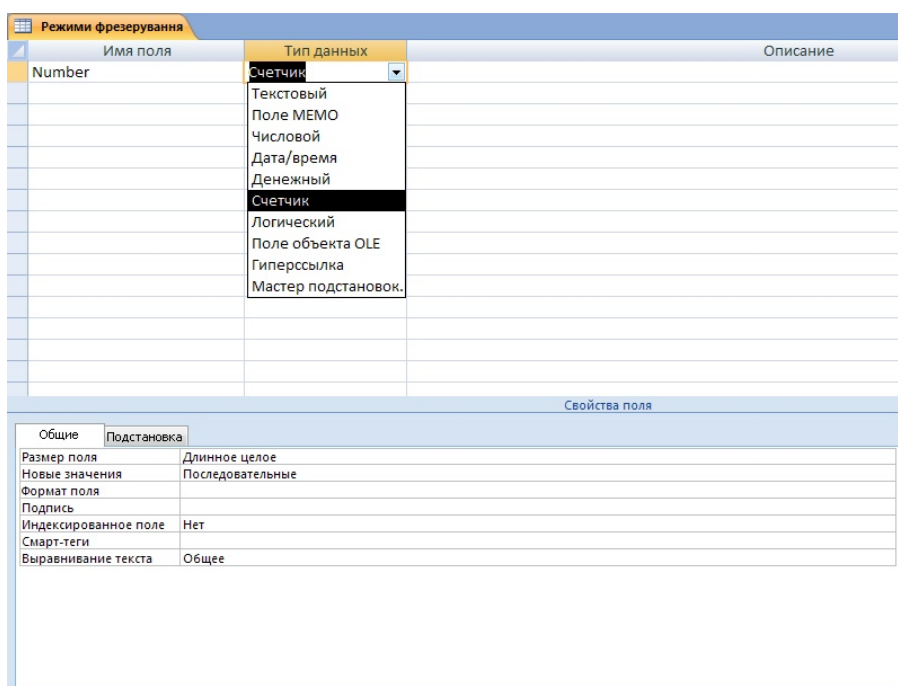 Режими фрезерування
Имя поля Тип данных Описание
Number Счетчик
Текстовый
Поле МЕМО
Числовой
Дата/время
Денежный
Счетчик
Логический
Поле объекта OLE
Гиперссылка
Мастер подстановок.
Свойства поля
Общие Подстановка
Размер поля Длинное целое
Новые значения Последовательные
Формат поля
Подпись
Индексированное поле Нет
Смарт-теги
Выравнивание текста Общее